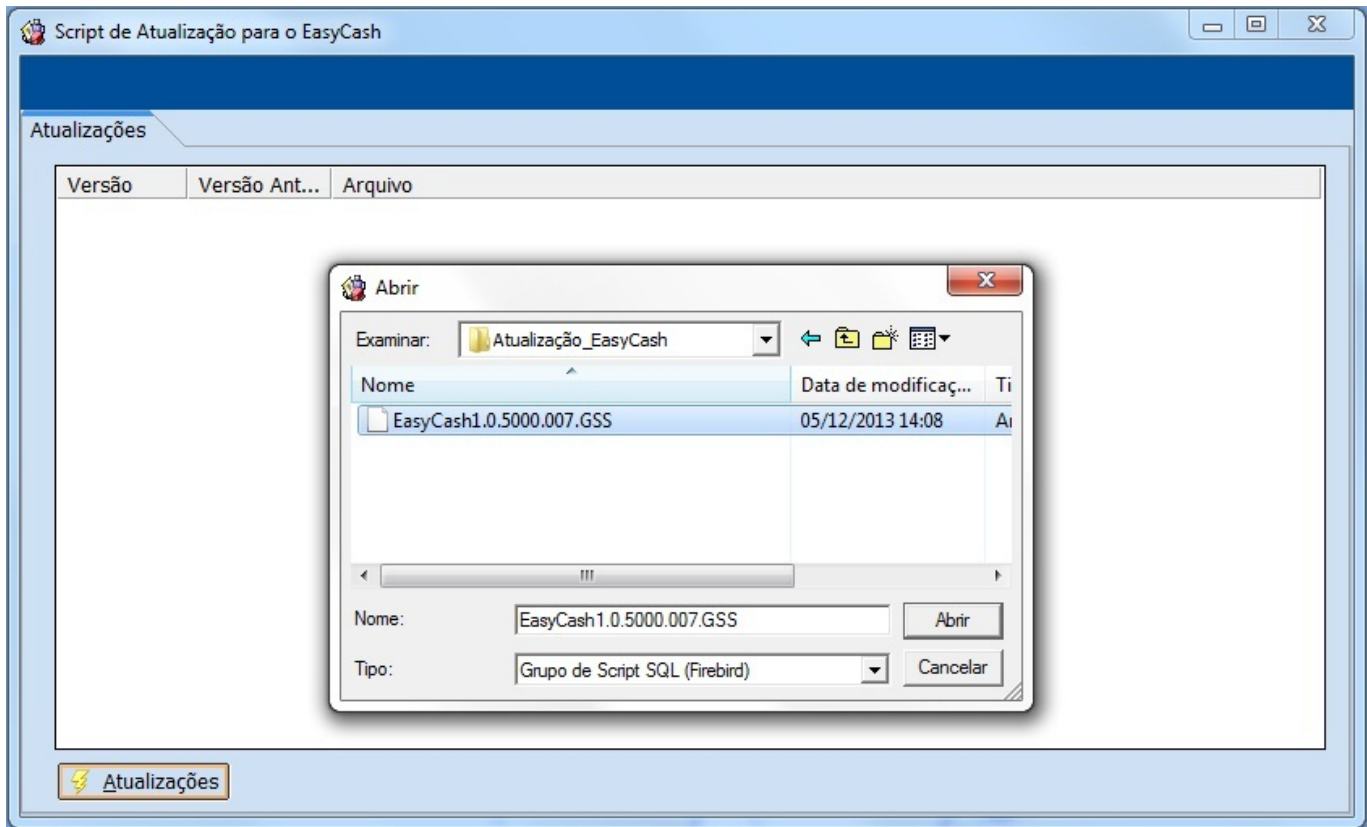 Script de Atualização para o EasyCash
Atualizações
Versão Versão Ant... Arquivo
Abrir
Examinar: Atualização_EasyCash
Nome Data de modificaç... Ti
EasyCash1.0.5000.007.GSS 05/12/2013 14:08 Ar
Nome: EasyCash1.0.5000.007.GSS Abrir
Tipo: Grupo de Script SQL (Firebird) Cancelar
Atualizações